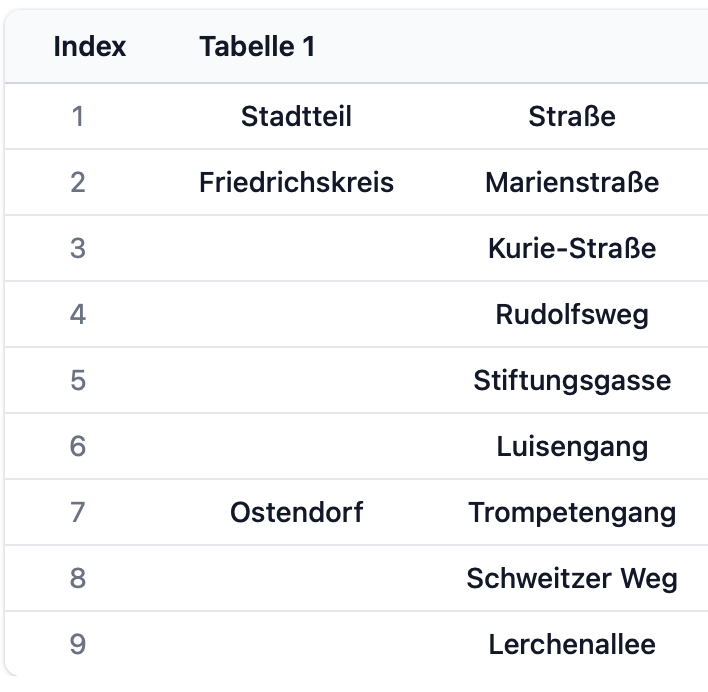 Index Tabelle 1
1 Stadtteil Straße
2 Friedrichskreis Marienstraße
3 Kurie-Straße
4 Rudolfsweg
5 Stiftungsgasse
6 Luisengang
7 Ostendorf Trompetengang
8 Schweitzer Weg
9 Lerchenallee